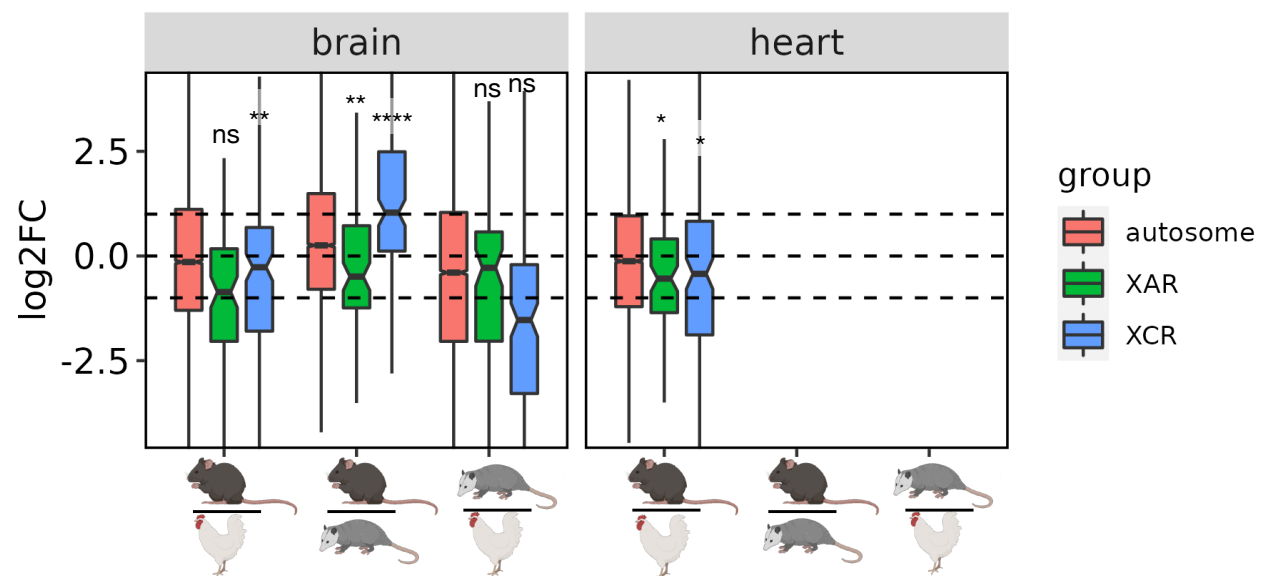 brain
heart
ns
ns
**
ns
*
**
****
*
2.5
0.0
-2.5
log2FC
group
autosome
XAR
XCR